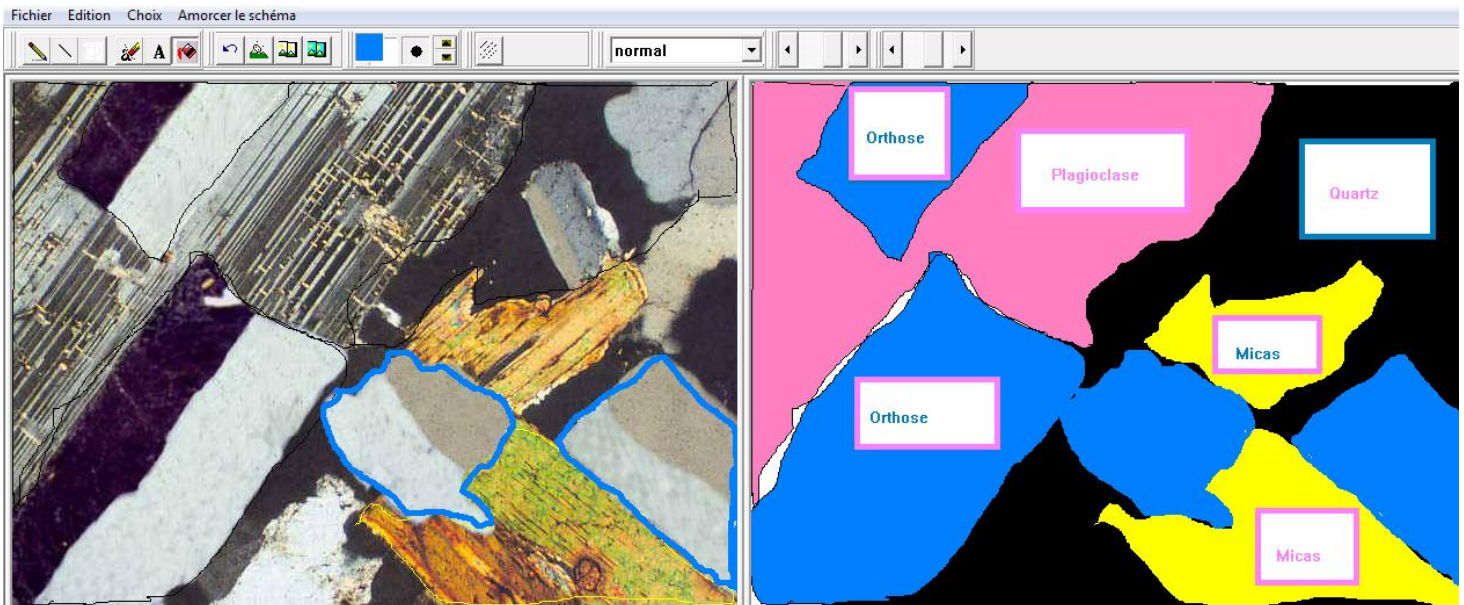 Fichier Edition Choix Amorcer le schéma
A normal
Orthose
Plagioclase
Quartz
Micas
Orthose
Micas